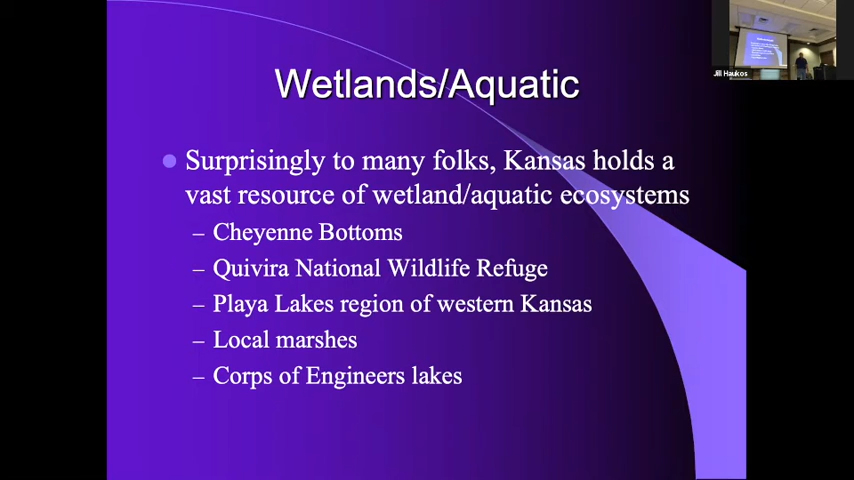 Wetlands/Aquatic
Surprisingly to many folks, Kansas holds a
vast resource of wetland/aquatic ecosystems
– Cheyenne Bottoms
– Quivira National Wildlife Refuge
– Playa Lakes region of western Kansas
– Local marshes
– Corps of Engineers lakes
Jill Haukos